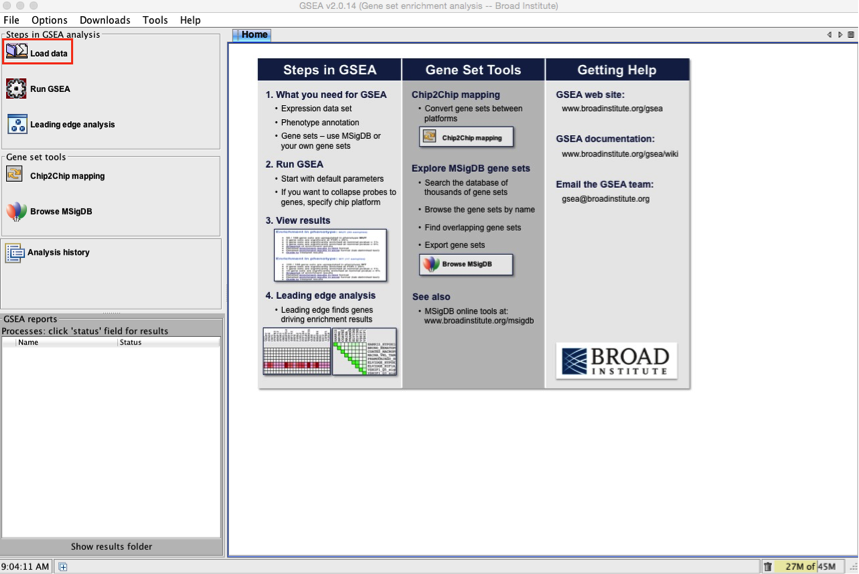 GSEA v2.0.14 (Gene set enrichment analysis -- Broad Institute)
File Options Downloads Tools Help
Steps in GSEA analysis
Load data
Run GSEA
Leading edge analysis
Gene set tools
Chip2Chip mapping
Browse MSigDB
Analysis history
GSEA reports
Processes: click 'status' field for results
Name Status
Show results folder
Home
Steps in GSEA
1. What you need for GSEA
• Expression data set
• Phenotype annotation
• Gene sets – use MSigDB or
your own gene sets
2. Run GSEA
• Start with default parameters
• If you want to collapse probes to
genes, specify chip platform
3. View results
4. Leading edge analysis
• Leading edge finds genes
driving enrichment results
Gene Set Tools
Chip2Chip mapping
• Convert gene sets between
platforms
Chip2Chip mapping
Explore MSigDB gene sets
• Search the database of
thousands of gene sets
• Browse the gene sets by name
• Find overlapping gene sets
• Export gene sets
Browse MSigDB
See also
• MSigDB online tools at:
www.broadinstitute.org/msigdb
Getting Help
GSEA web site:
www.broadinstitute.org/gsea
GSEA documentation:
www.broadinstitute.org/gsea/wiki
Email the GSEA team:
gsea@broadinstitute.org
BROAD
INSTITUTE
9:04:11 AM
27M of 45M